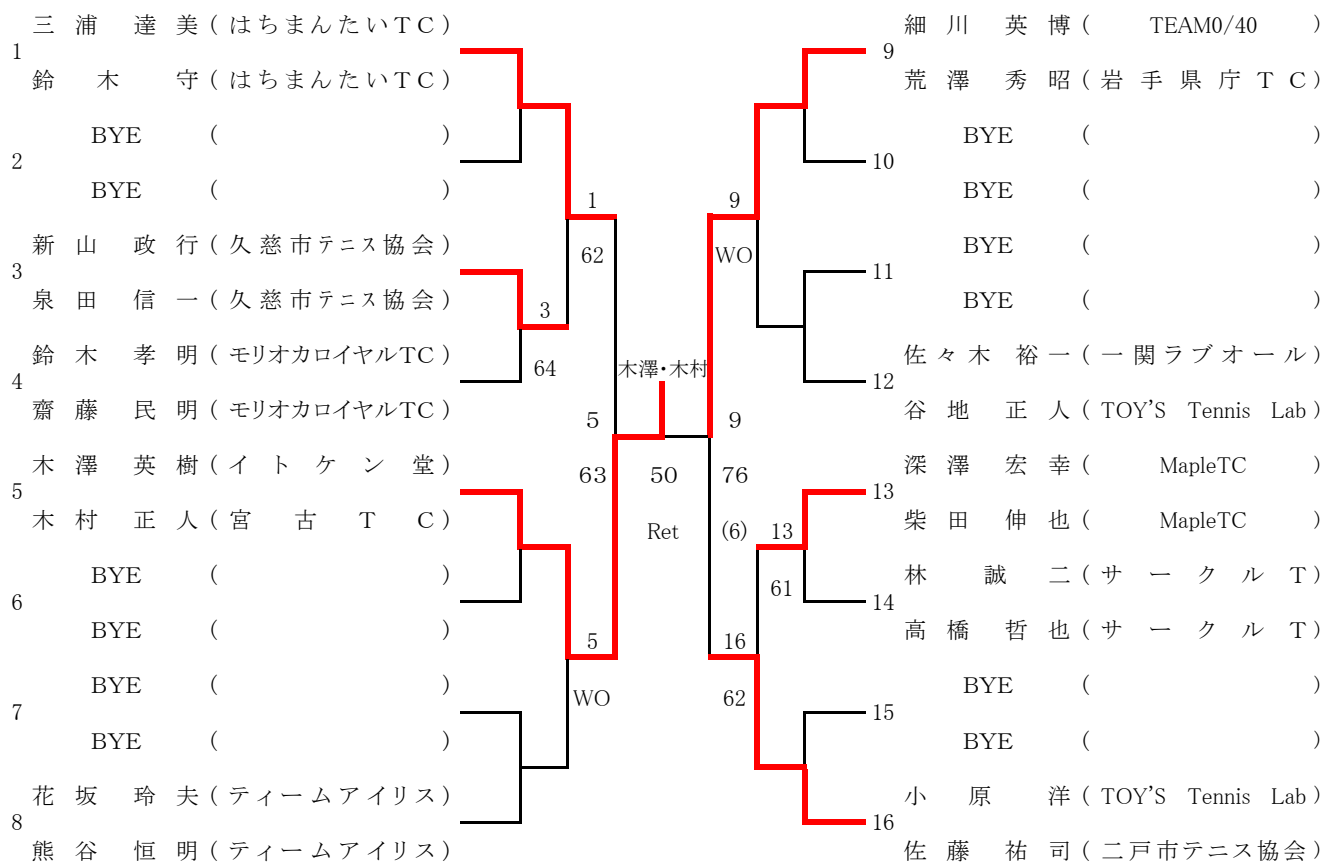 三浦 達美(はちまんたいTC)
1
鈴木 守(はちまんたいTC)
BYE ( )
2
BYE ( )
新山 政行(久慈市テニス協会)
3
泉田 信一(久慈市テニス協会)
鈴木 孝明(モリオカロイヤルTC)
4
齋藤 民明(モリオカロイヤルTC)
木澤 英樹(イトケン堂)
5
木村 正人(宮古TC)
BYE ( )
6
BYE ( )
BYE ( )
7
BYE ( )
花坂 玲夫(ティームアイリス)
8
熊谷 恒明(ティームアイリス)
1
62
3
64
5
63
5
WO
木澤・木村
50
Ret
9
WO
9
76
(6)
13
61
16
62
細川 英博( TEAM0/40 )
9
荒澤 秀昭(岩手県庁TC)
BYE ( )
10
BYE ( )
BYE ( )
11
BYE ( )
佐々木 裕一(一関ラブオール)
12
谷地 正人(TOY'S Tennis Lab)
深澤 宏幸( MapleTC )
13
柴田 伸也( MapleTC )
林 誠二(サークルT)
14
高橋 哲也(サークルT)
BYE ( )
15
BYE ( )
小原 洋(TOY'S Tennis Lab)
16
佐藤 祐司(二戸市テニス協会)